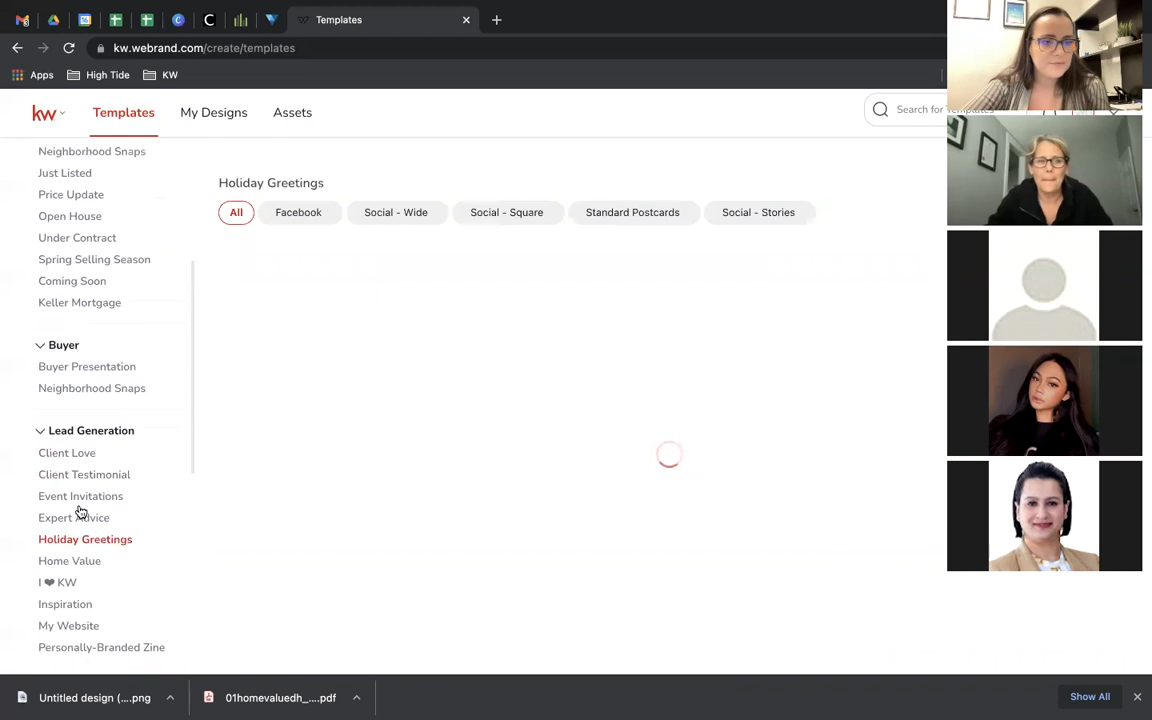 Templates
kw.webrand.com/create/templates
Apps
High Tide
KW
kw
Templates
My Designs
Assets
Search for Templates
Neighborhood Snaps
Just Listed
Price Update
Open House
Under Contract
Spring Selling Season
Coming Soon
Keller Mortgage
Buyer
Buyer Presentation
Neighborhood Snaps
Lead Generation
Client Love
Client Testimonial
Event Invitations
Expert Advice
Holiday Greetings
Home Value
I ❤ KW
Inspiration
My Website
Personally-Branded Zine
Holiday Greetings
All
Facebook
Social - Wide
Social - Square
Standard Postcards
Social - Stories
Untitled design (....png
01homevaluedh_....pdf
Show All